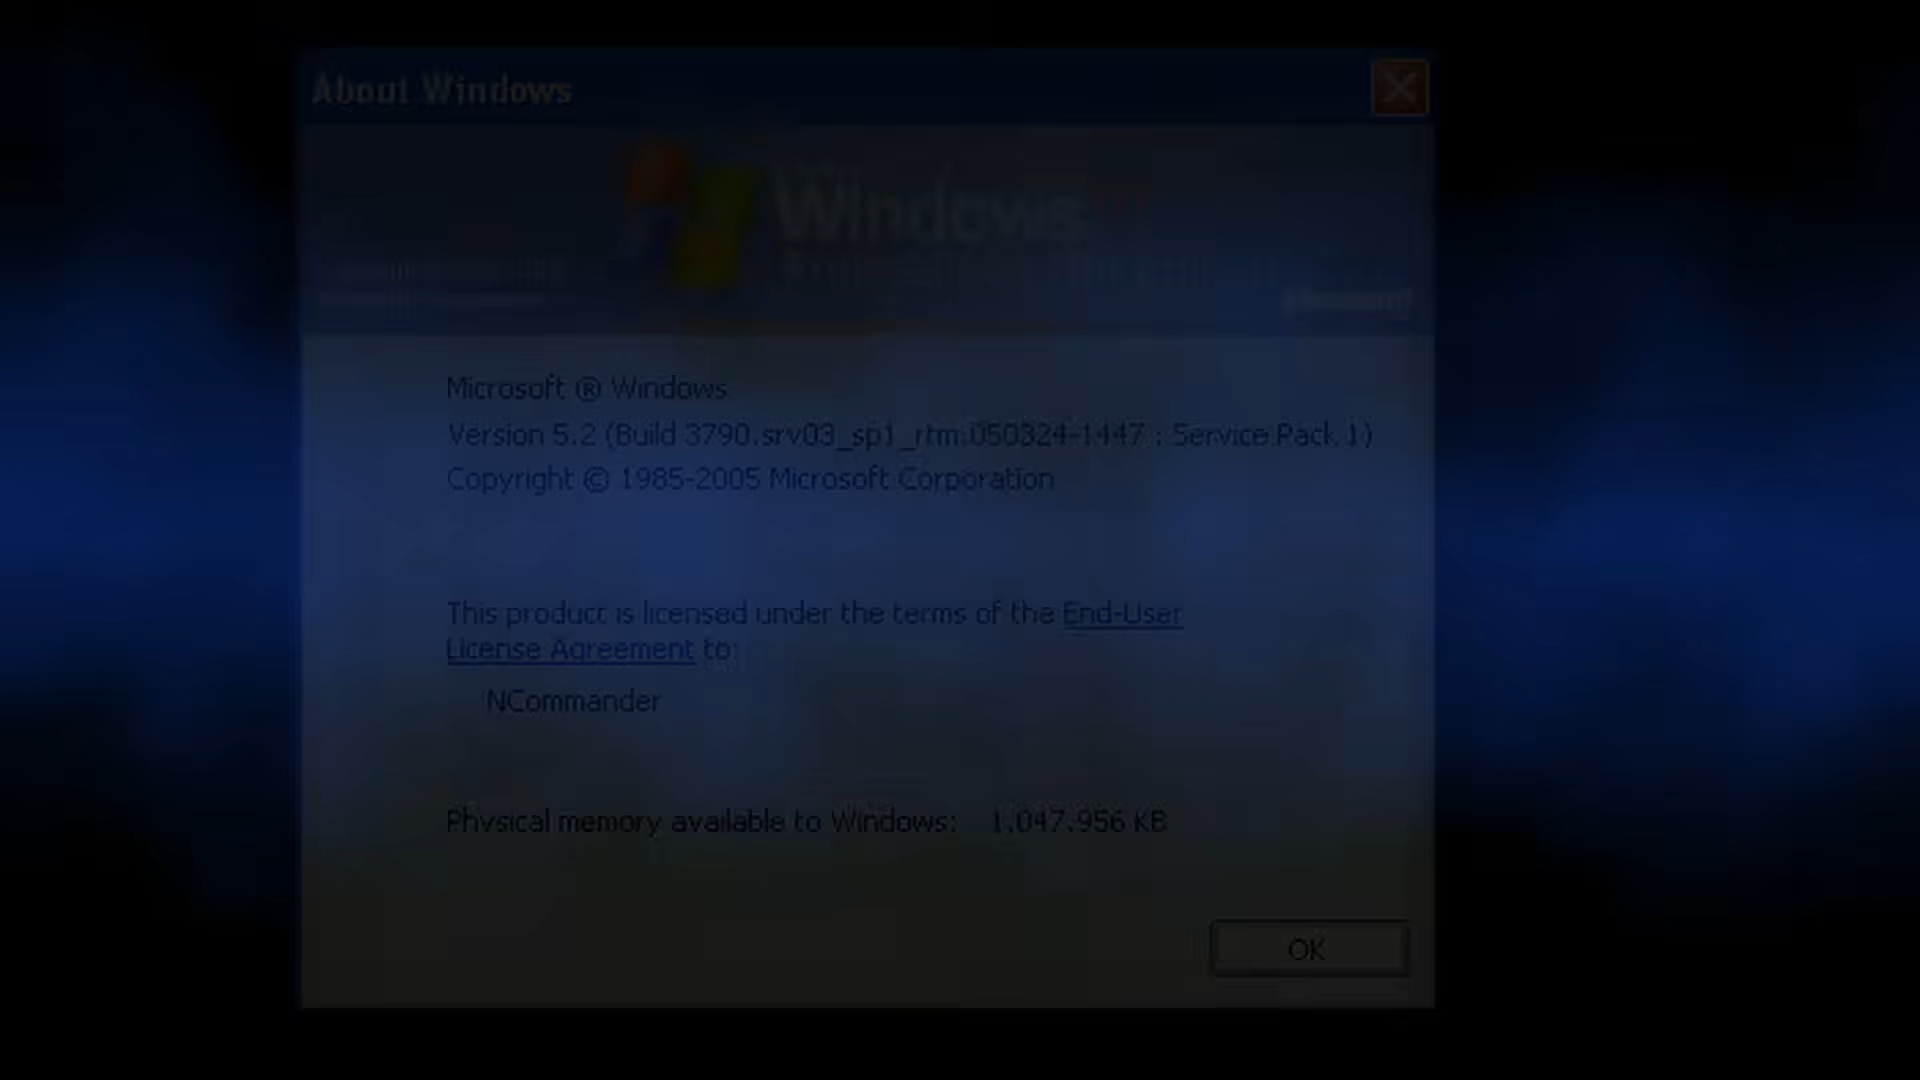 About Windows
Windows
Microsoft ® Windows
Version 5.2 (Build 3790.srv03_sp1_rtm.050324-1447 : Service Pack 1)
Copyright © 1985-2005 Microsoft Corporation
This product is licensed under the terms of the End-User
License Agreement to:
NCommander
Physical memory available to Windows: 1,047,956 KB
OK